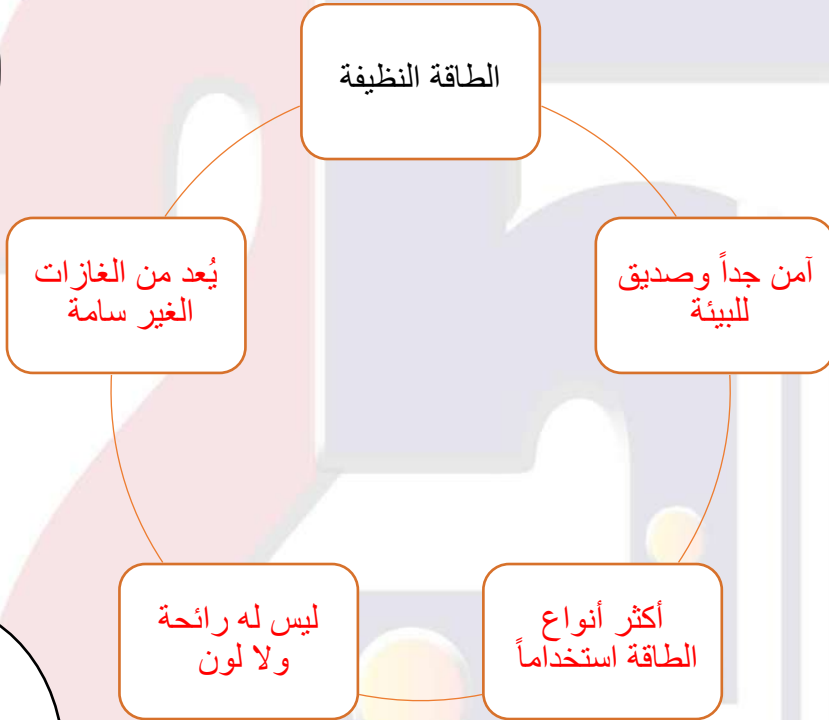 الطاقة النظيفة
آمن جداً وصديق
للبيئة
أكثر أنواع
الطاقة استخداماً
ليس له رائحة
ولا لون
يُعد من الغازات
الغير سامة